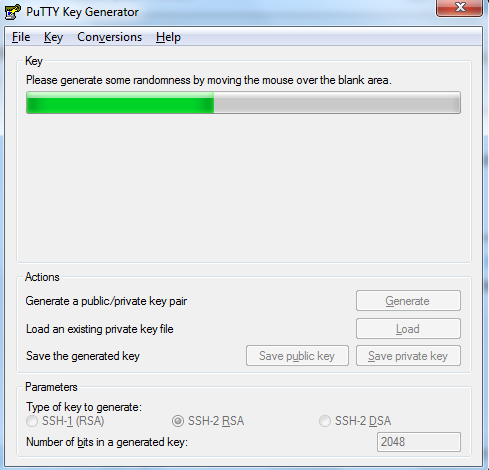 PuTTY Key Generator
File Key Conversions Help
Key
Please generate some randomness by moving the mouse over the blank area.
Actions
Generate a public/private key pair Generate
Load an existing private key file Load
Save the generated key Save public key Save private key
Parameters
Type of key to generate:
SSH-1 (RSA) SSH-2 RSA SSH-2 DSA
Number of bits in a generated key: 2048